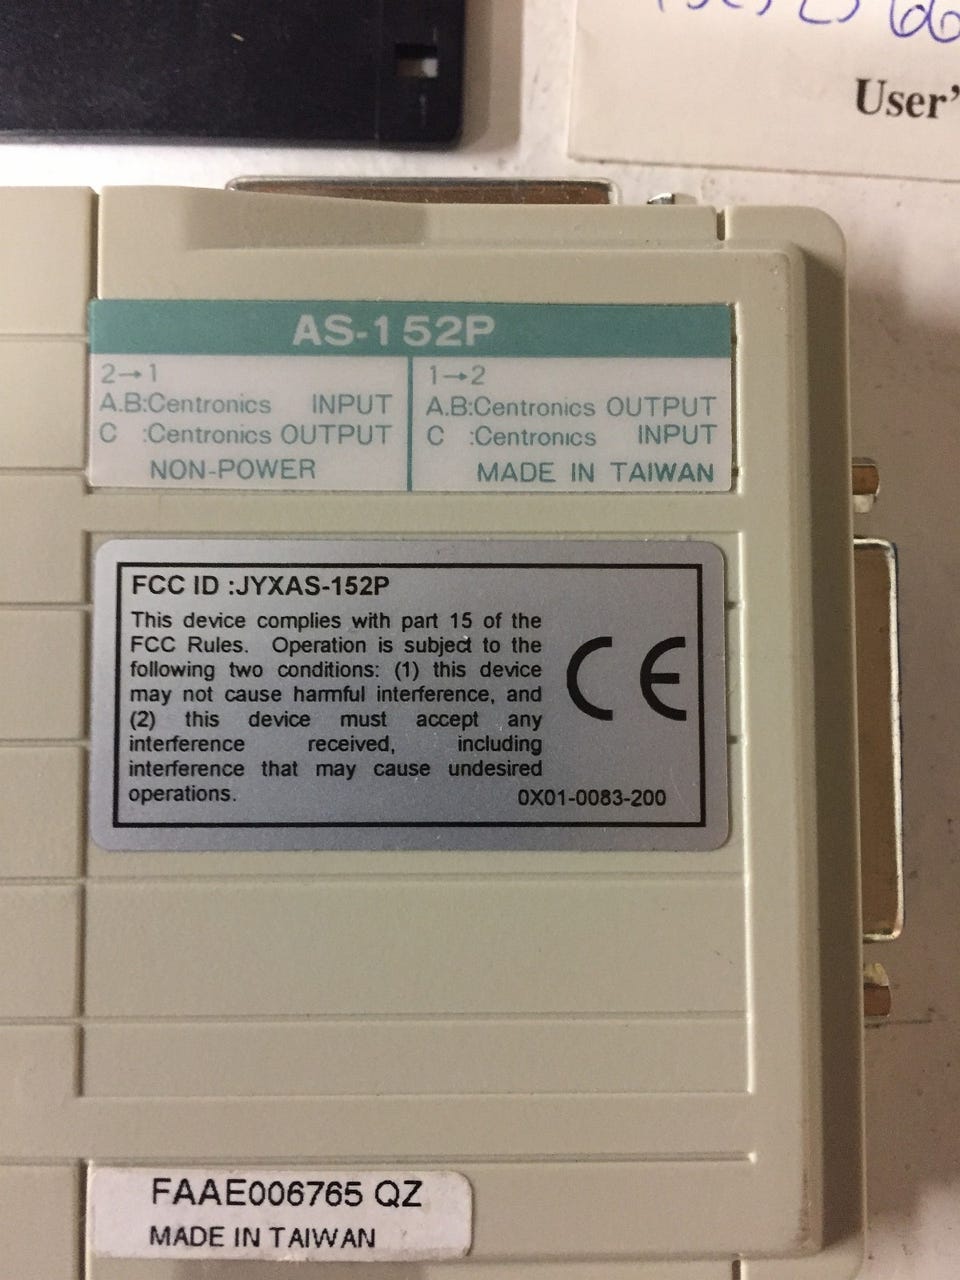 User'
AS-152P
2→1
A.B:Centronics INPUT
C :Centronics OUTPUT
NON-POWER
1→2
A.B:Centronics OUTPUT
C :Centronics INPUT
MADE IN TAIWAN
FCC ID :JYXAS-152P
This device complies with part 15 of the
FCC Rules. Operation is subject to the
following two conditions: (1) this device
may not cause harmful interference, and
(2) this device must accept any
interference received, including
interference that may cause undesired
operations.
CE
0X01-0083-200
FAAE006765 QZ
MADE IN TAIWAN